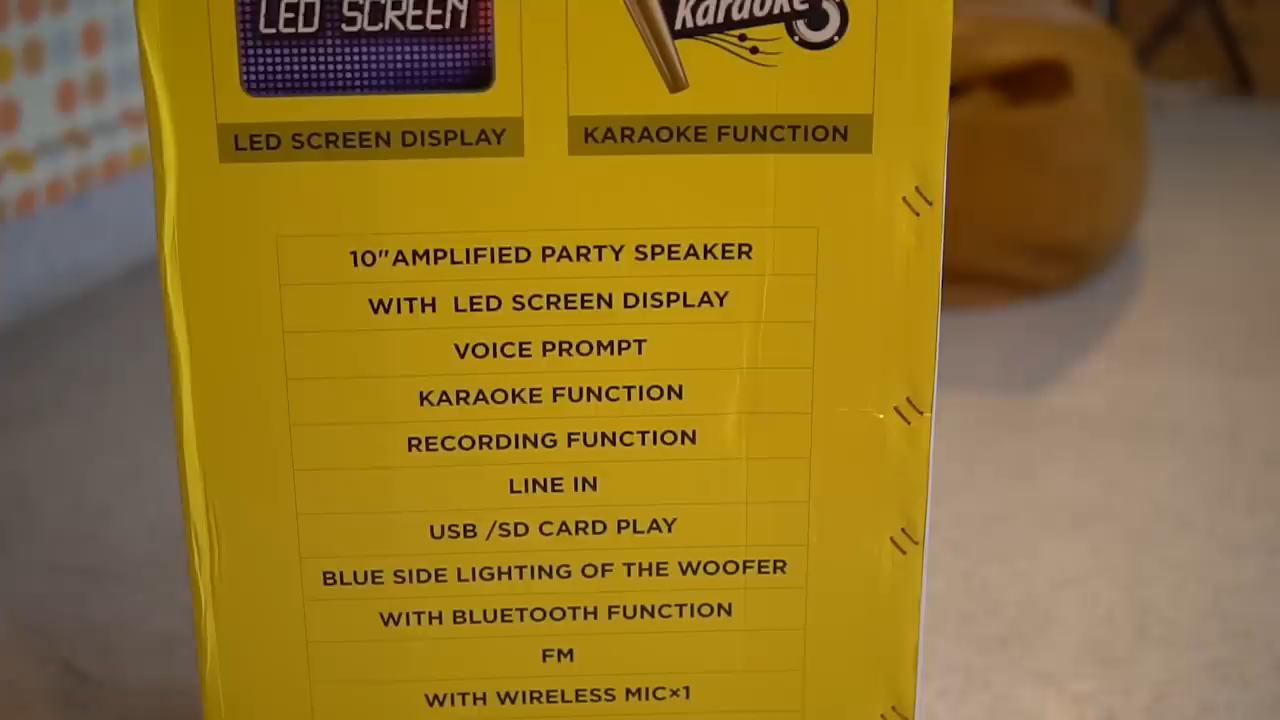 LED SCREEN
Karaoke
LED SCREEN DISPLAY
KARAOKE FUNCTION
10"AMPLIFIED PARTY SPEAKER
WITH LED SCREEN DISPLAY
VOICE PROMPT
KARAOKE FUNCTION
RECORDING FUNCTION
LINE IN
USB /SD CARD PLAY
BLUE SIDE LIGHTING OF THE WOOFER
WITH BLUETOOTH FUNCTION
FM
WITH WIRELESS MIC×1